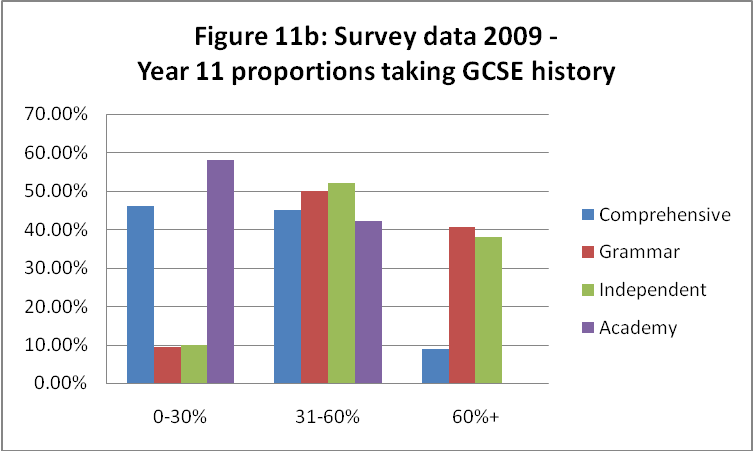 Figure 11b: Survey data 2009 -
Year 11 proportions taking GCSE history
70.00%
60.00%
50.00%
40.00%
30.00%
20.00%
10.00%
0.00%
0-30%
31-60%
60%+
Comprehensive
Grammar
Independent
Academy